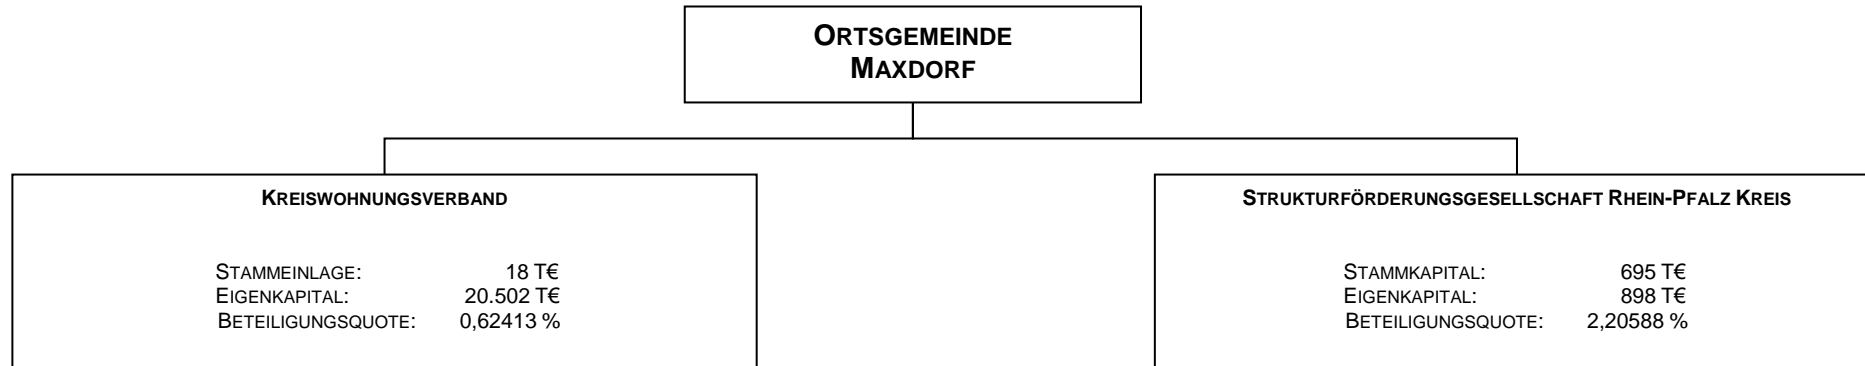 ORTSGEMEINDE
MAXDORF
KREISWOHNUNGSVERBAND
STAMMEINLAGE: 18 T€
EIGENKAPITAL: 20.502 T€
BETEILIGUNGSQUOTE: 0,62413 %
STRUKTURFÖRDERUNGSGESELLSCHAFT RHEIN-PFALZ KREIS
STAMMKAPITAL: 695 T€
EIGENKAPITAL: 898 T€
BETEILIGUNGSQUOTE: 2,20588 %